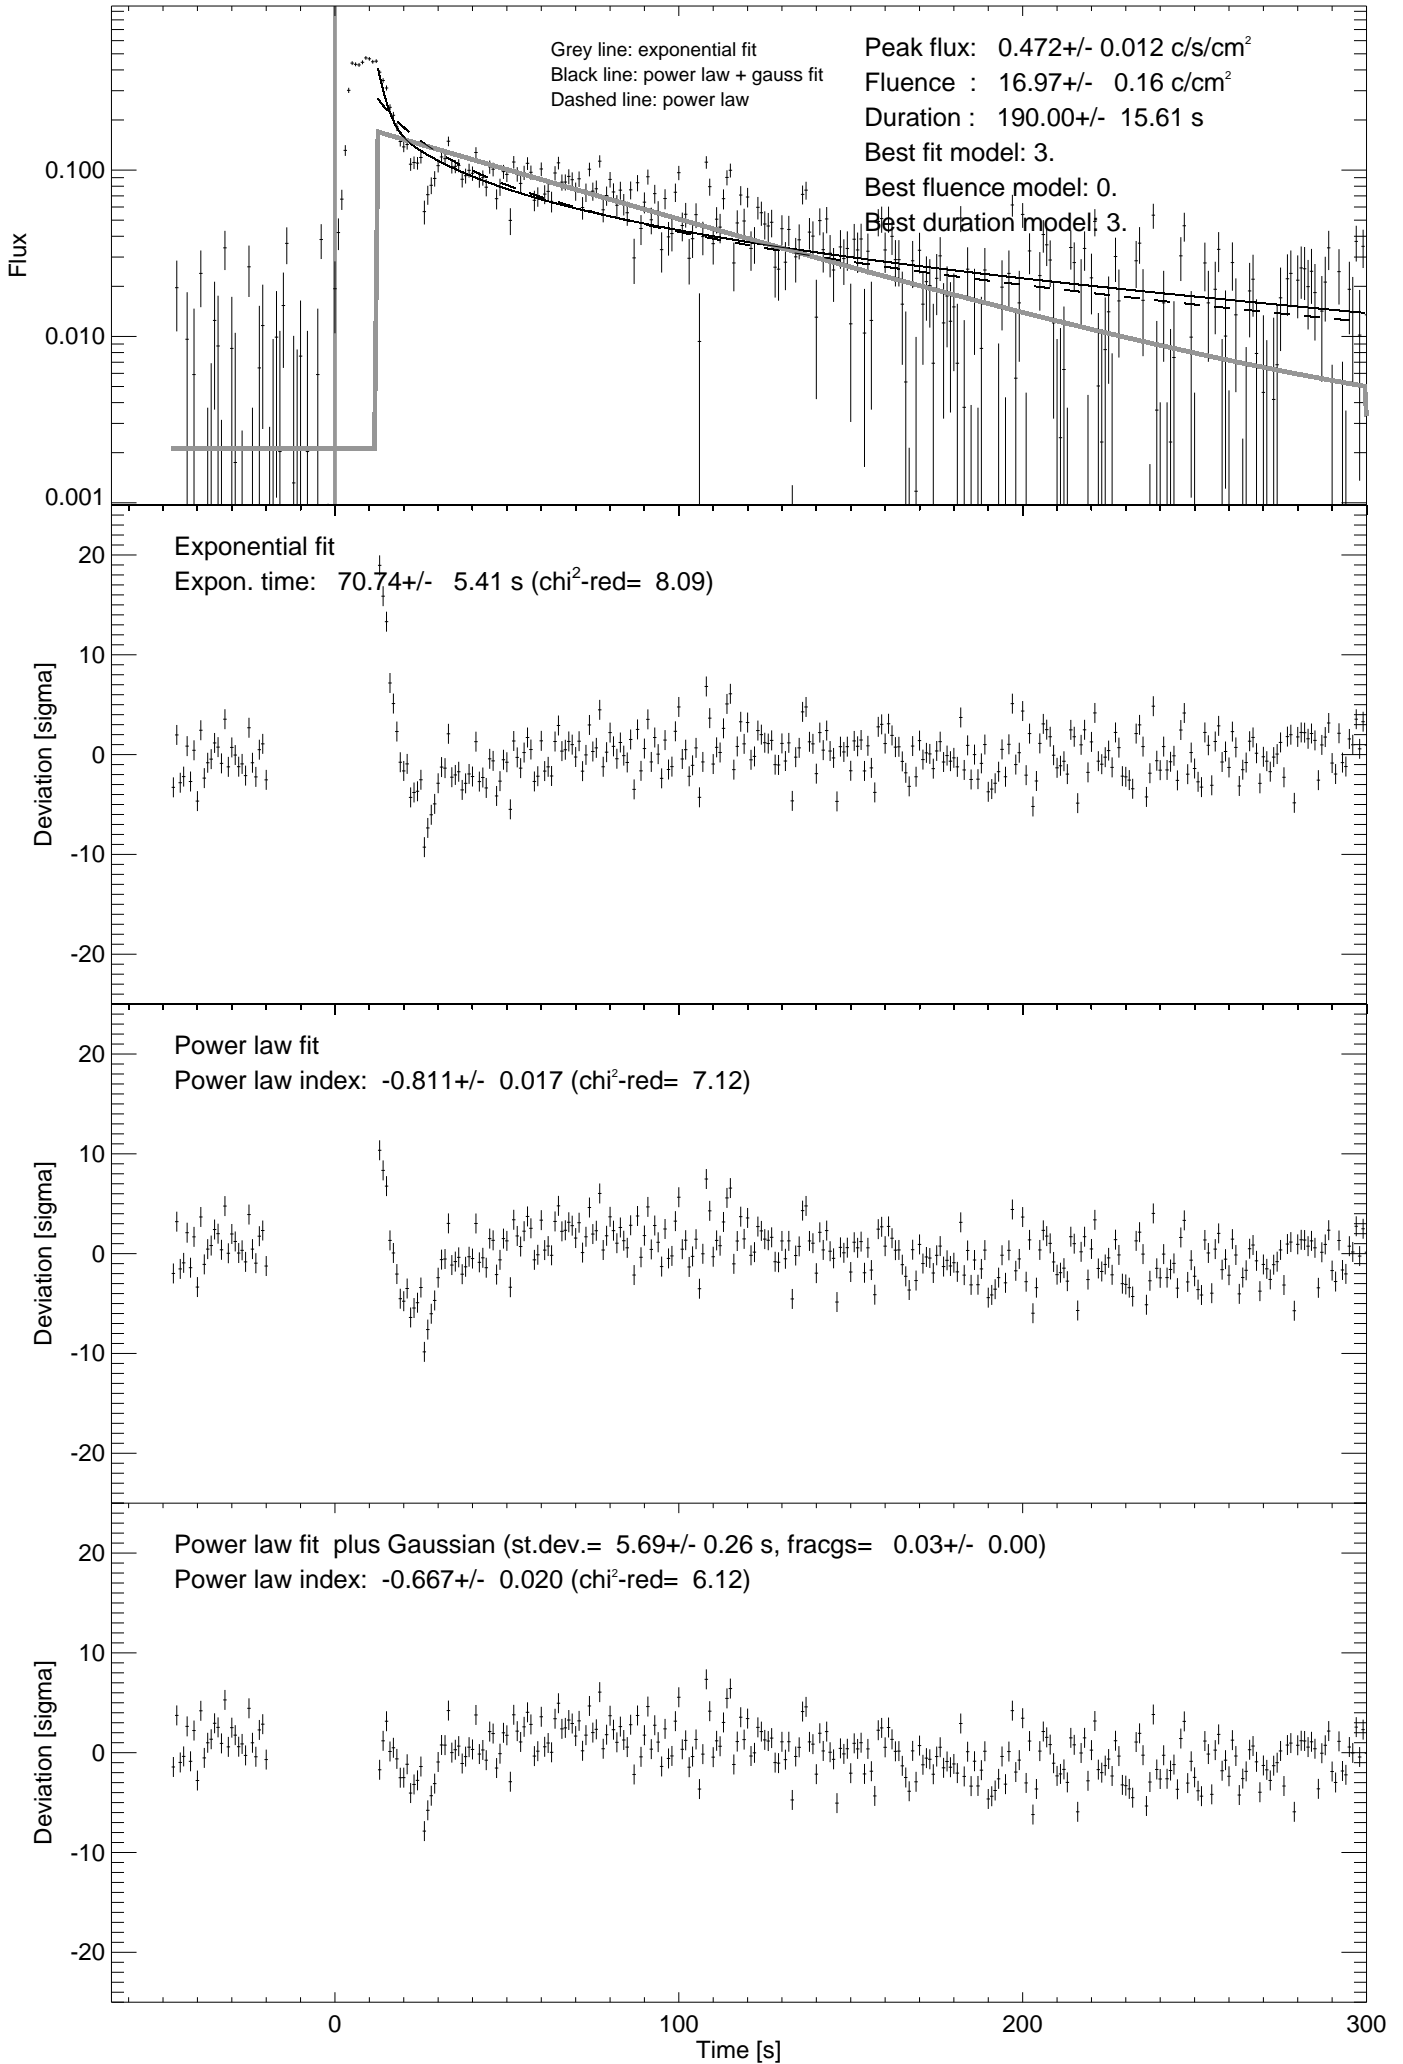 Grey line: exponential fit
Black line: power law + gauss fit
Dashed line: power law
Peak flux: 0.472+/- 0.012 c/s/cm²
Fluence : 16.97+/- 0.16 c/cm²
Duration : 190.00+/- 15.61 s
Best fit model: 3.
Best fluence model: 0.
Best duration model: 3.
Flux
0.100
0.010
0.001
Exponential fit
Expon. time: 70.74+/- 5.41 s (chi²-red= 8.09)
Deviation [sigma]
20
10
0
-10
-20
Power law fit
Power law index: -0.811+/- 0.017 (chi²-red= 7.12)
Deviation [sigma]
20
10
0
-10
-20
Power law fit plus Gaussian (st.dev.= 5.69+/- 0.26 s, fracgs= 0.03+/- 0.00)
Power law index: -0.667+/- 0.020 (chi²-red= 6.12)
Deviation [sigma]
20
10
0
-10
-20
0 100 200 300
Time [s]